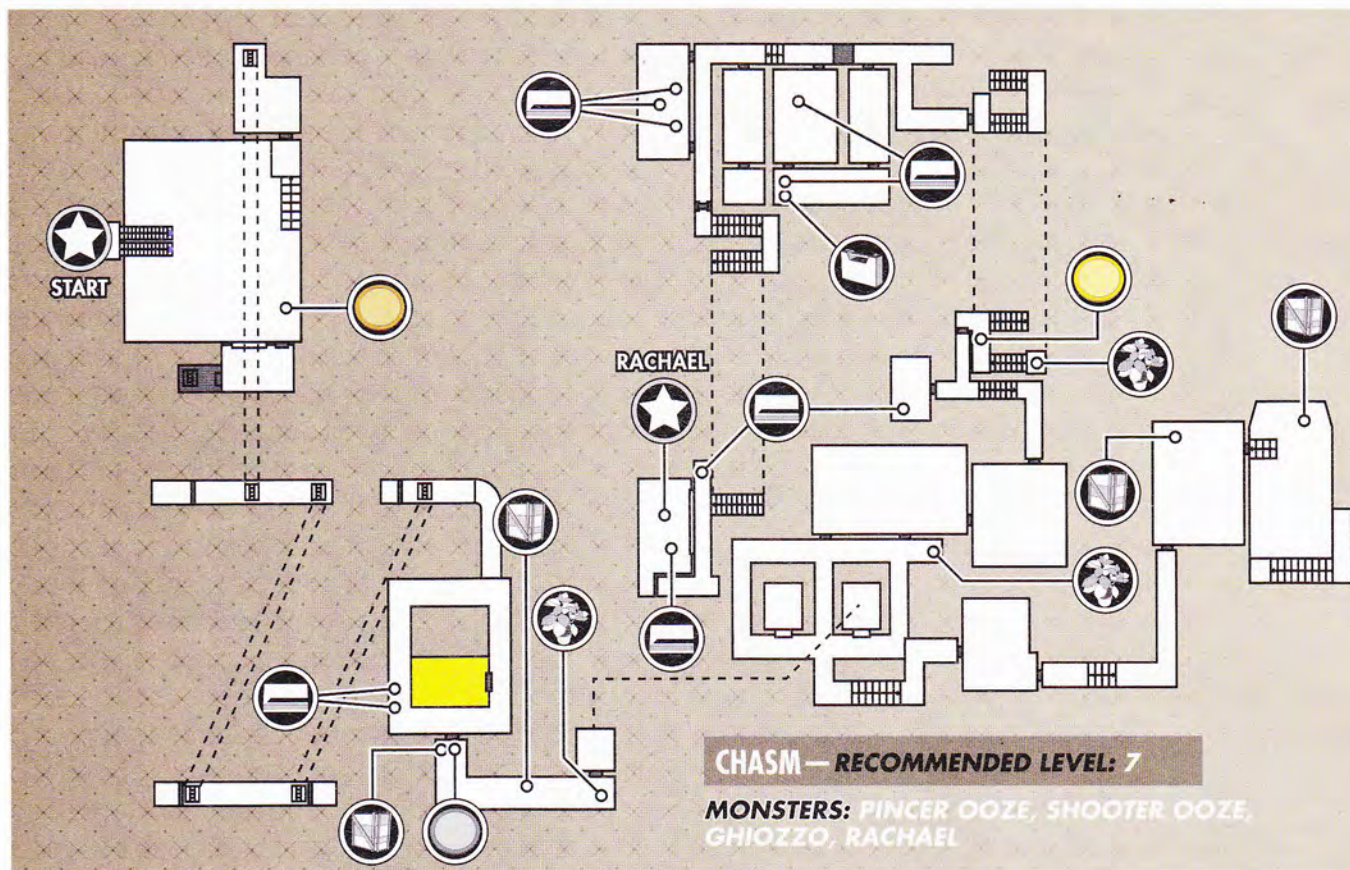 START
RACHAEL
CHASM — RECOMMENDED LEVEL: 7
MONSTERS: PINCER OOZE, SHOOTER OOZE,
GHIOZZO, RACHAEL